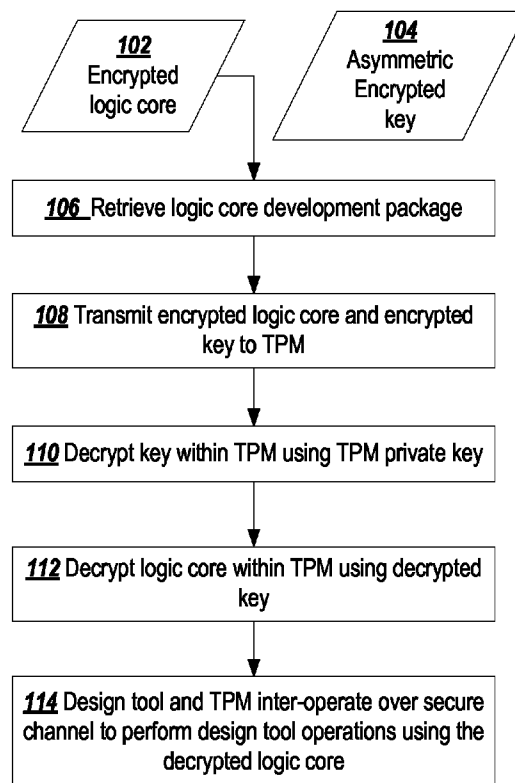 102
Encrypted
logic core
104
Asymmetric
Encrypted
key
106 Retrieve logic core development package
108 Transmit encrypted logic core and encrypted
key to TPM
110 Decrypt key within TPM using TPM private key
112 Decrypt logic core within TPM using decrypted
key
114 Design tool and TPM inter-operate over secure
channel to perform design tool operations using the
decrypted logic core